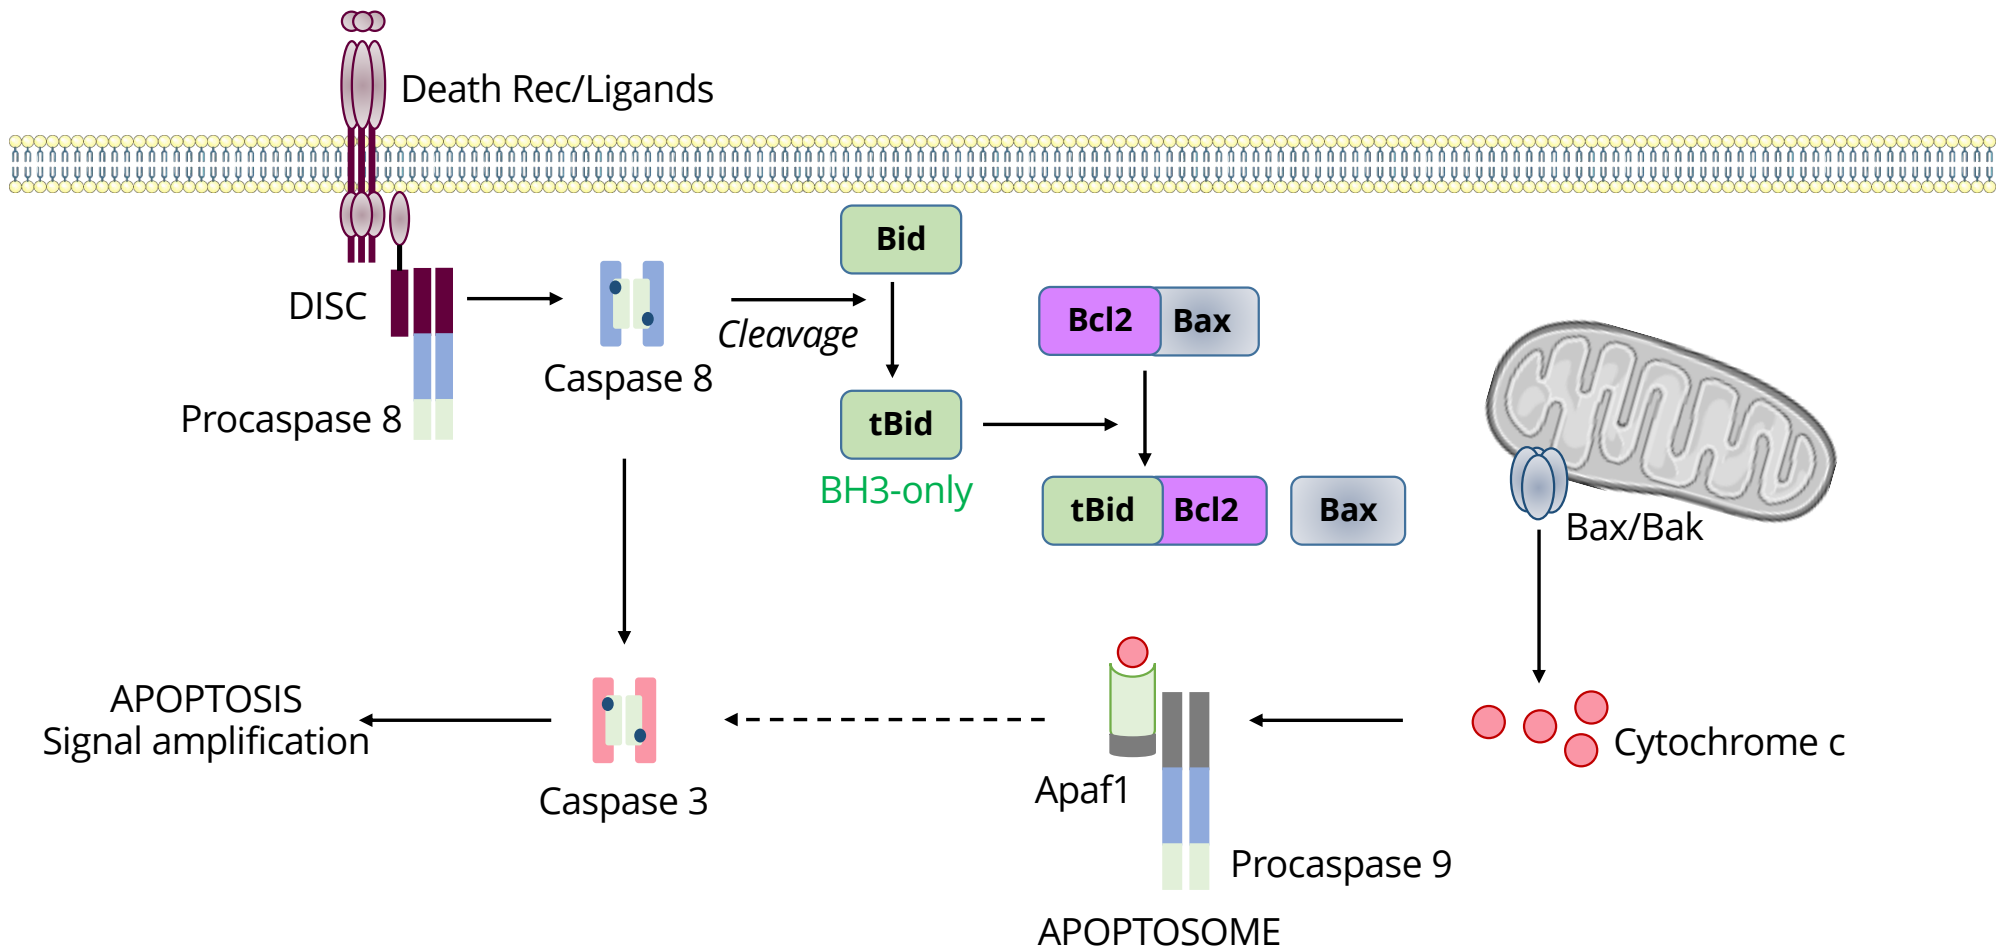 Death Rec/Ligands
Bid
DISC
Cleavage
Bcl2
Bax
Caspase 8
Procaspase 8
tBid
BH3-only
tBid
Bcl2
Bax
Bax/Bak
APOPTOSIS
Signal amplification
Cytochrome c
Caspase 3
Apaf1
Procaspase 9
APOPTOSOME